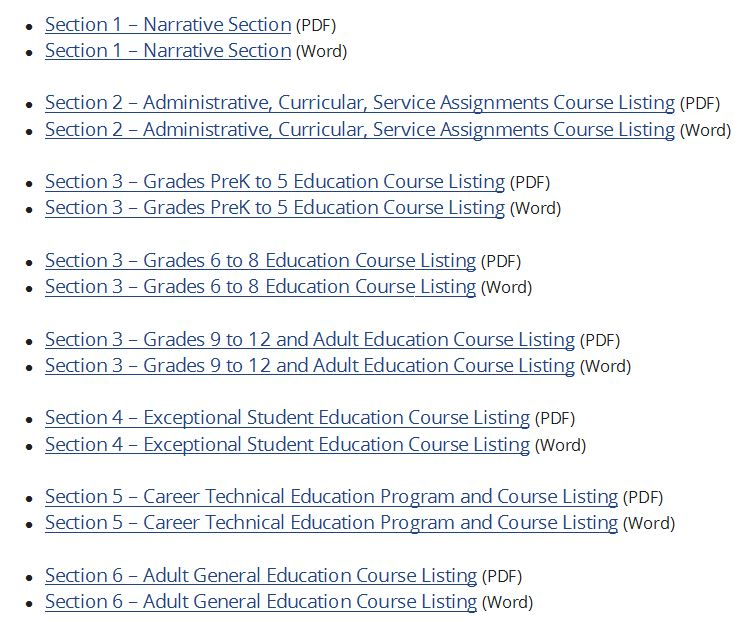 • Section 1 – Narrative Section (PDF)
• Section 1 – Narrative Section (Word)
• Section 2 – Administrative, Curricular, Service Assignments Course Listing (PDF)
• Section 2 – Administrative, Curricular, Service Assignments Course Listing (Word)
• Section 3 – Grades PreK to 5 Education Course Listing (PDF)
• Section 3 – Grades PreK to 5 Education Course Listing (Word)
• Section 3 – Grades 6 to 8 Education Course Listing (PDF)
• Section 3 – Grades 6 to 8 Education Course Listing (Word)
• Section 3 – Grades 9 to 12 and Adult Education Course Listing (PDF)
• Section 3 – Grades 9 to 12 and Adult Education Course Listing (Word)
• Section 4 – Exceptional Student Education Course Listing (PDF)
• Section 4 – Exceptional Student Education Course Listing (Word)
• Section 5 – Career Technical Education Program and Course Listing (PDF)
• Section 5 – Career Technical Education Program and Course Listing (Word)
• Section 6 – Adult General Education Course Listing (PDF)
• Section 6 – Adult General Education Course Listing (Word)